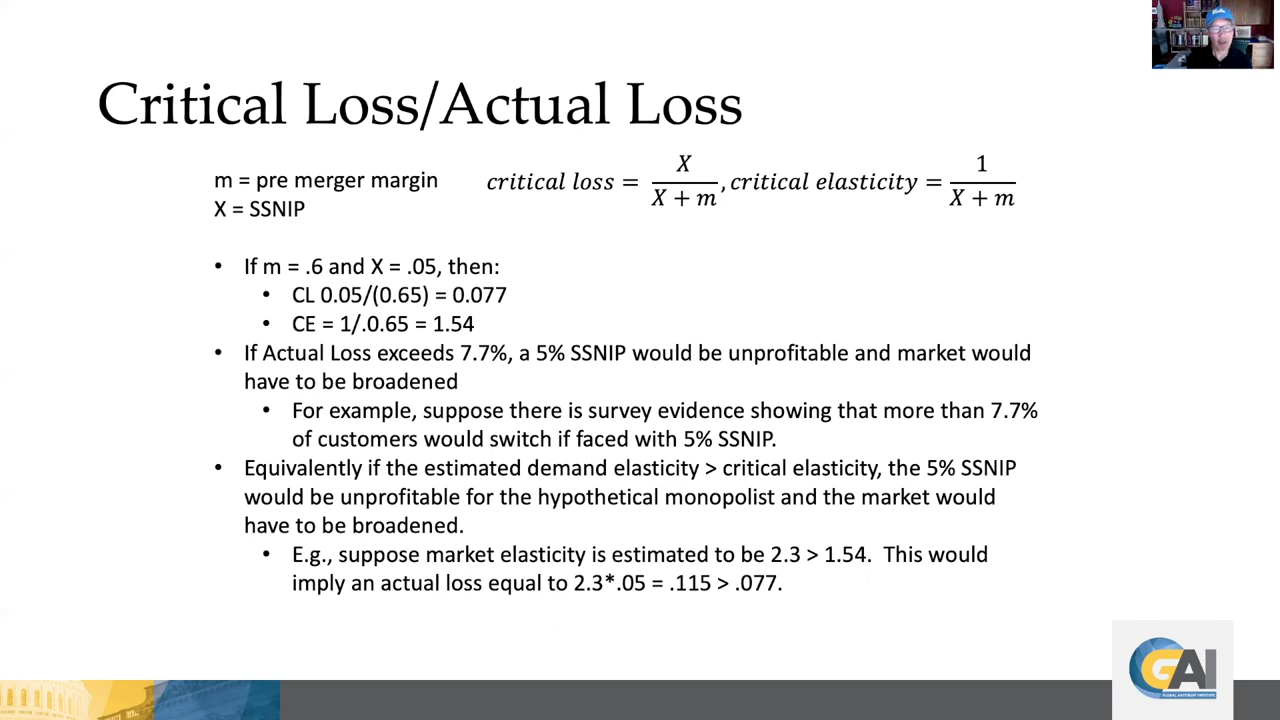 Critical Loss/Actual Loss
m = pre merger margin
X = SSNIP
critical loss = X/(X + m), critical elasticity = 1/(X + m)
• If m = .6 and X = .05, then:
• CL 0.05/(0.65) = 0.077
• CE = 1/.0.65 = 1.54
• If Actual Loss exceeds 7.7%, a 5% SSNIP would be unprofitable and market would
have to be broadened
• For example, suppose there is survey evidence showing that more than 7.7%
of customers would switch if faced with 5% SSNIP.
• Equivalently if the estimated demand elasticity > critical elasticity, the 5% SSNIP
would be unprofitable for the hypothetical monopolist and the market would
have to be broadened.
• E.g., suppose market elasticity is estimated to be 2.3 > 1.54.  This would
imply an actual loss equal to 2.3*.05 = .115 > .077.
GAI
GLOBAL ANTITRUST INSTITUTE